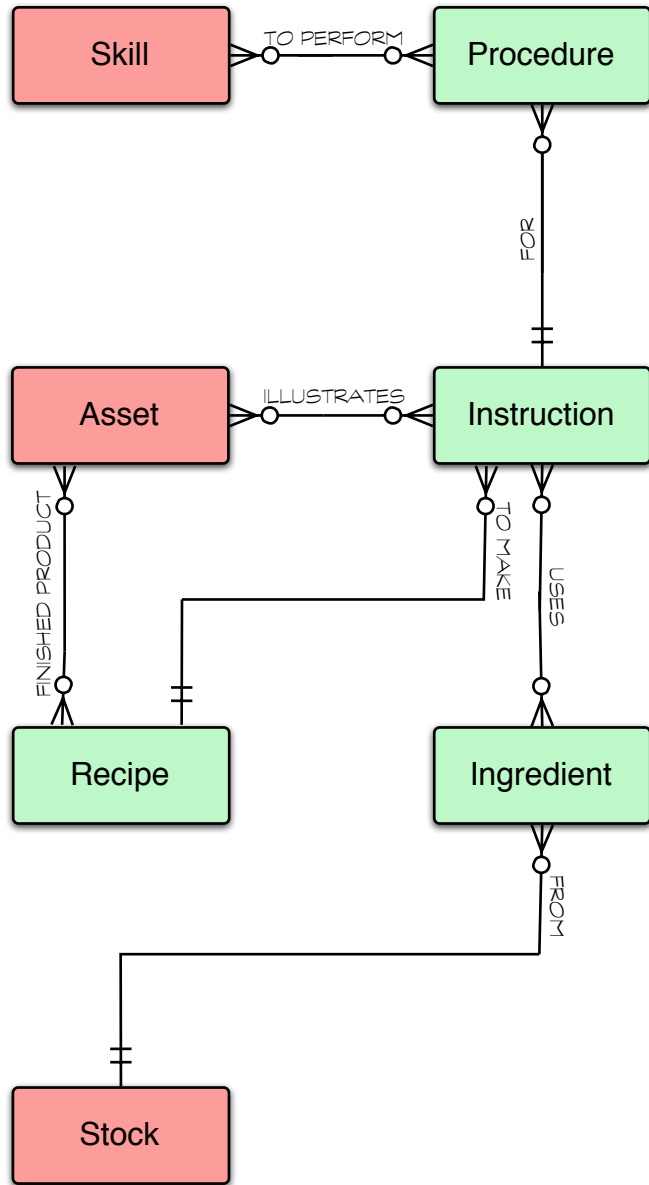 Skill
TO PERFORM
Procedure
FOR
Asset
ILLUSTRATES
Instruction
FINISHED PRODUCT
TO MAKE
USES
Recipe
Ingredient
FROM
Stock